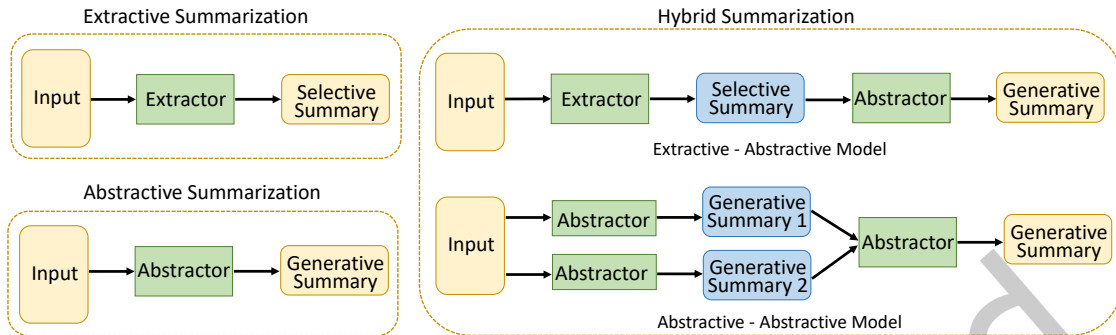 Extractive Summarization
Input
Extractor
Selective
Summary
Abstractive Summarization
Input
Abstractor
Generative
Summary
Hybrid Summarization
Input
Extractor
Selective
Summary
Abstractor
Generative
Summary
Extractive - Abstractive Model
Input
Abstractor
Generative
Summary 1
Abstractor
Generative
Summary 2
Abstractor
Generative
Summary
Abstractive - Abstractive Model